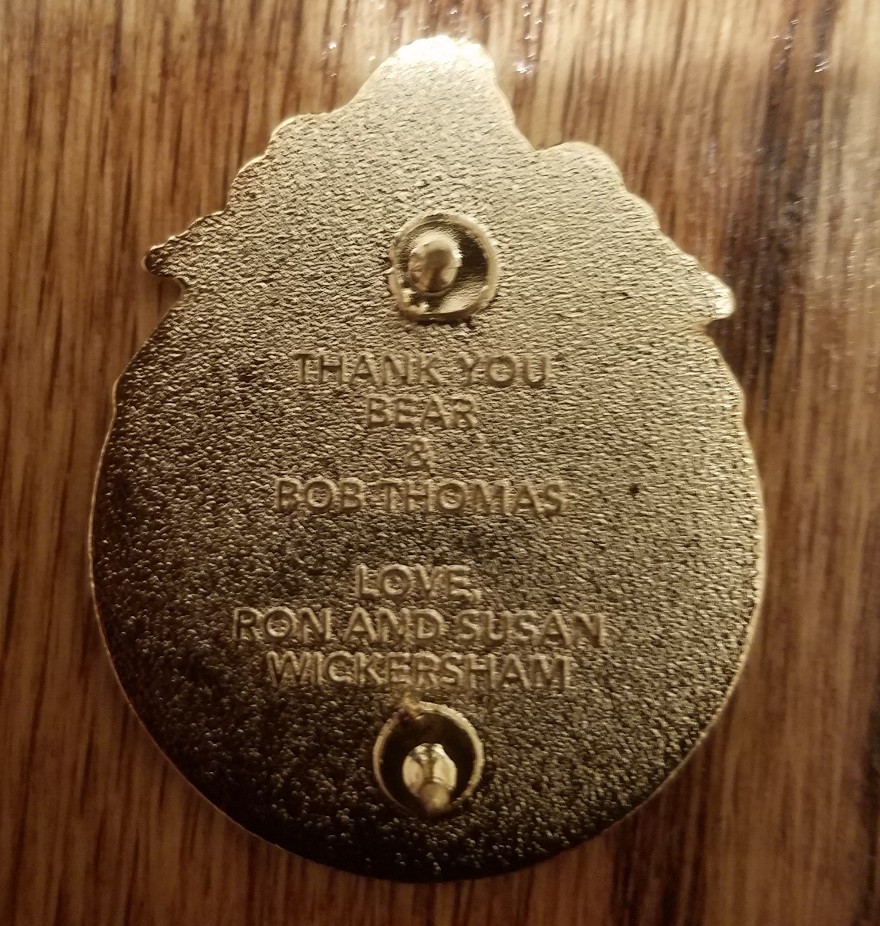 THANK YOU
BEAR
&
BOB THOMAS
LOVE,
RON AND SUSAN
WICKERSHAM